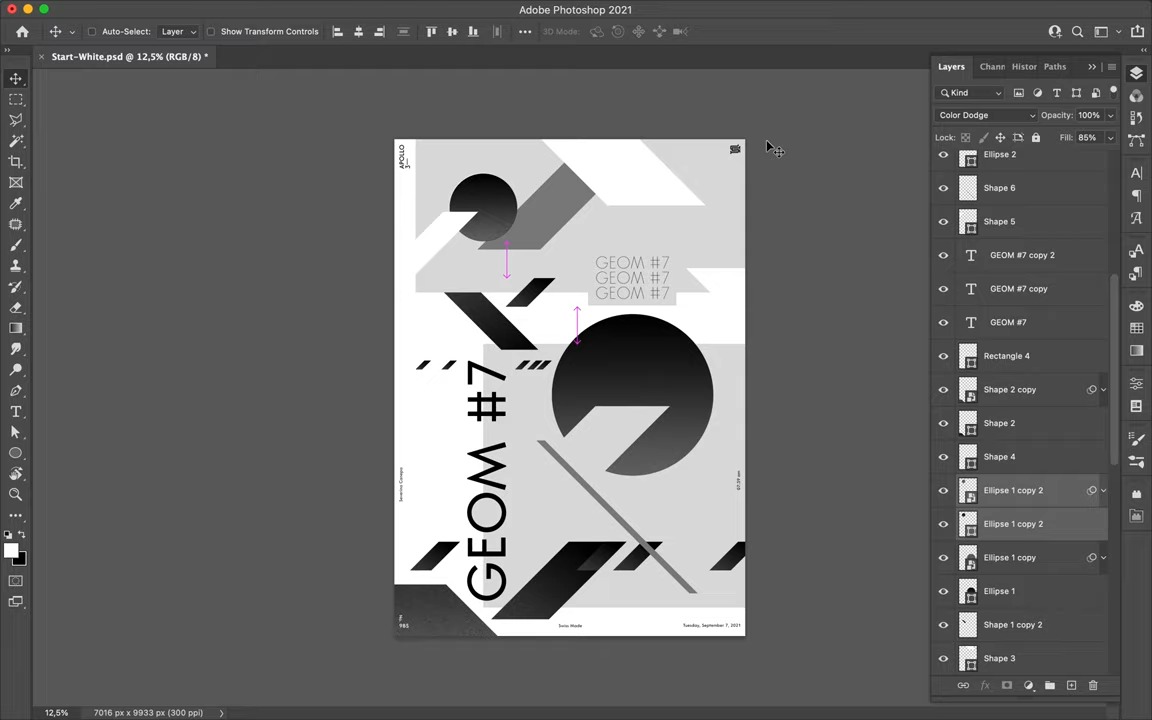 Adobe Photoshop 2021
Auto-Select:
Layer
Show Transform Controls
3D Mode:
Start-White.psd @ 12,5% (RGB/8) *
Layers
Chann
Histor
Paths
Kind
Color Dodge
Opacity: 100%
Lock:
Fill: 85%
Ellipse 2
Shape 6
Shape 5
GEOM #7 copy 2
GEOM #7 copy
GEOM #7
Rectangle 4
Shape 2 copy
Shape 2
Shape 4
Ellipse 1 copy 2
Ellipse 1 copy 2
Ellipse 1 copy
Ellipse 1
Shape 1 copy 2
Shape 3
APOLLO
3—
GEOM #7
GEOM #7
GEOM #7
GEOM #7
985
Swiss Mode
Tuesday, September 7, 2021
12,5%
7016 px x 9933 px (300 ppi)